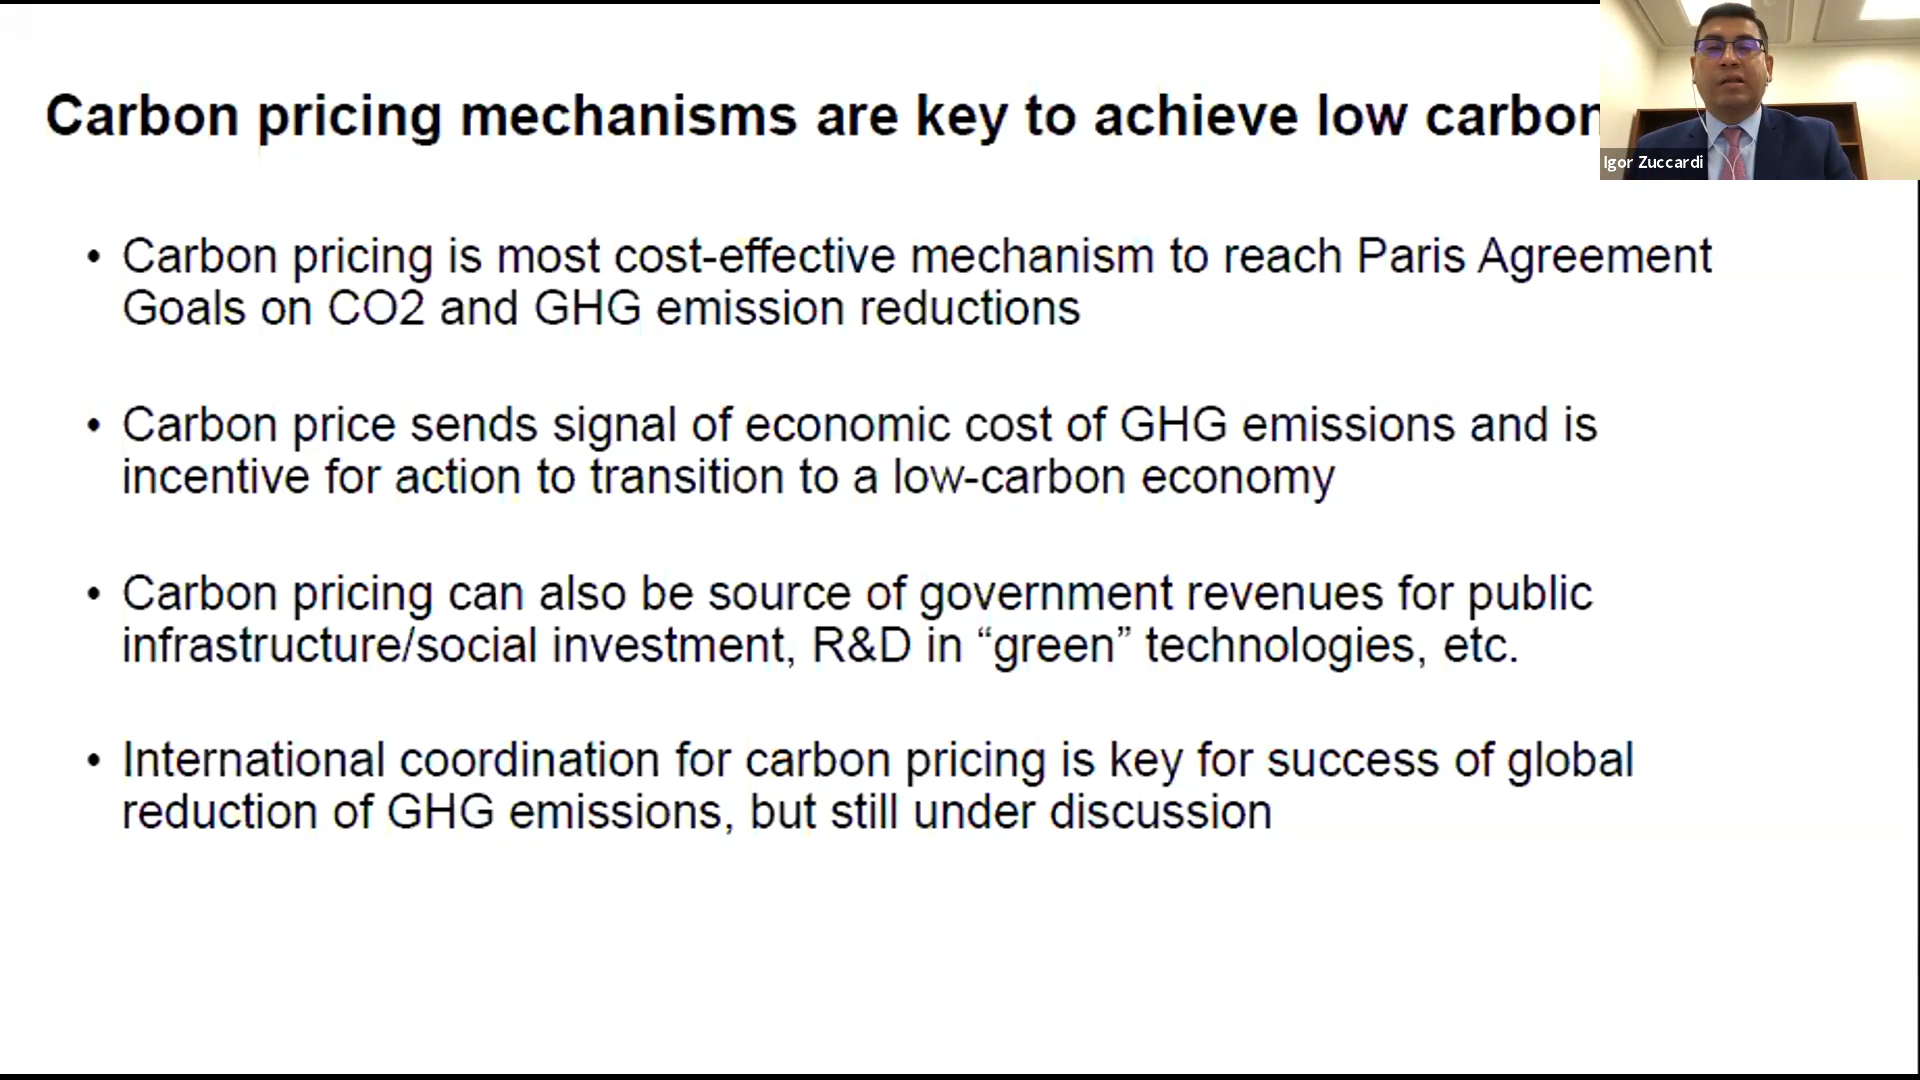 Carbon pricing mechanisms are key to achieve low carbon
Igor Zuccardi
• Carbon pricing is most cost-effective mechanism to reach Paris Agreement
Goals on CO2 and GHG emission reductions
• Carbon price sends signal of economic cost of GHG emissions and is
incentive for action to transition to a low-carbon economy
• Carbon pricing can also be source of government revenues for public
infrastructure/social investment, R&D in “green” technologies, etc.
• International coordination for carbon pricing is key for success of global
reduction of GHG emissions, but still under discussion